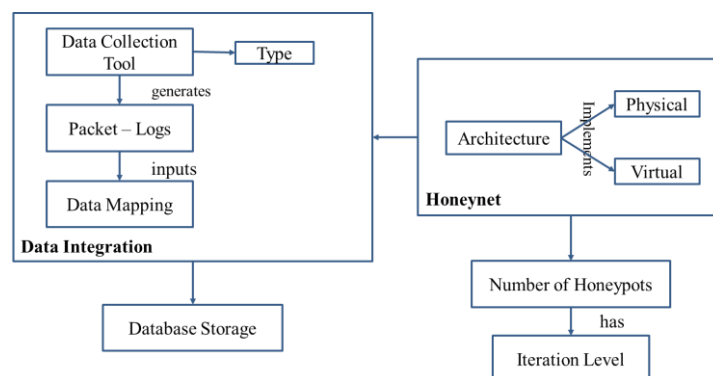 Data Collection
Tool
Type
generates
Packet – Logs
inputs
Data Mapping
Data Integration
Database Storage
Architecture
Implements
Physical
Virtual
Honeynet
Number of Honeypots
has
Iteration Level